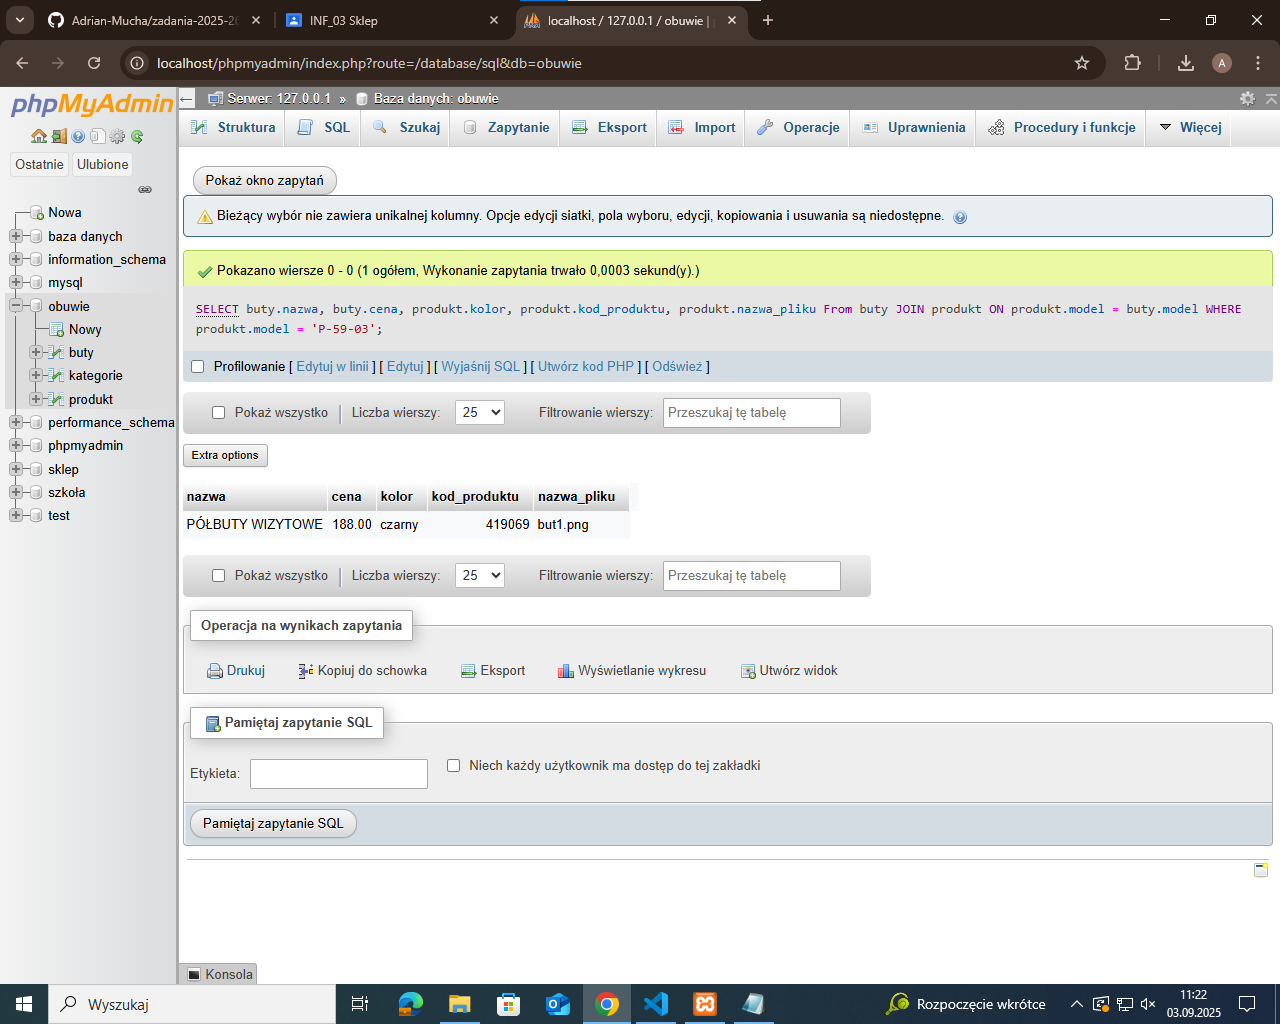 Adrian-Mucha/zadania-2025-26
INF_03 Sklep
localhost / 127.0.0.1 / obuwie |
localhost/phpmyadmin/index.php?route=/database/sql&db=obuwie
A
phpMyAdmin
Serwer: 127.0.0.1 » Baza danych: obuwie
Struktura SQL Szukaj Zapytanie Eksport Import Operacje Uprawnienia Procedury i funkcje Więcej
Ostatnie Ulubione
Nowa
baza danych
information_schema
mysql
obuwie
Nowy
buty
kategorie
produkt
performance_schema
phpmyadmin
sklep
szkoła
test
Pokaż okno zapytań
Bieżący wybór nie zawiera unikalnej kolumny. Opcje edycji siatki, pola wyboru, edycji, kopiowania i usuwania są niedostępne.
Pokazano wiersze 0 - 0 (1 ogółem, Wykonanie zapytania trwało 0,0003 sekund(y).)
SELECT buty.nazwa, buty.cena, produkt.kolor, produkt.kod_produktu, produkt.nazwa_pliku From buty JOIN produkt ON produkt.model = buty.model WHERE
produkt.model = 'P-59-03';
Profilowanie [ Edytuj w linii ] [ Edytuj ] [ Wyjaśnij SQL ] [ Utwórz kod PHP ] [ Odśwież ]
Pokaż wszystko Liczba wierszy: 25 Filtrowanie wierszy: Przeszukaj tę tabelę
Extra options
nazwa cena kolor kod_produktu nazwa_pliku
PÓŁBUTY WIZYTOWE 188.00 czarny 419069 but1.png
Pokaż wszystko Liczba wierszy: 25 Filtrowanie wierszy: Przeszukaj tę tabelę
Operacja na wynikach zapytania
Drukuj Kopiuj do schowka Eksport Wyświetlanie wykresu Utwórz widok
Pamiętaj zapytanie SQL
Etykieta: Niech każdy użytkownik ma dostęp do tej zakładki
Pamiętaj zapytanie SQL
Konsola
Wyszukaj
Rozpoczęcie wkrótce
11:22
03.09.2025